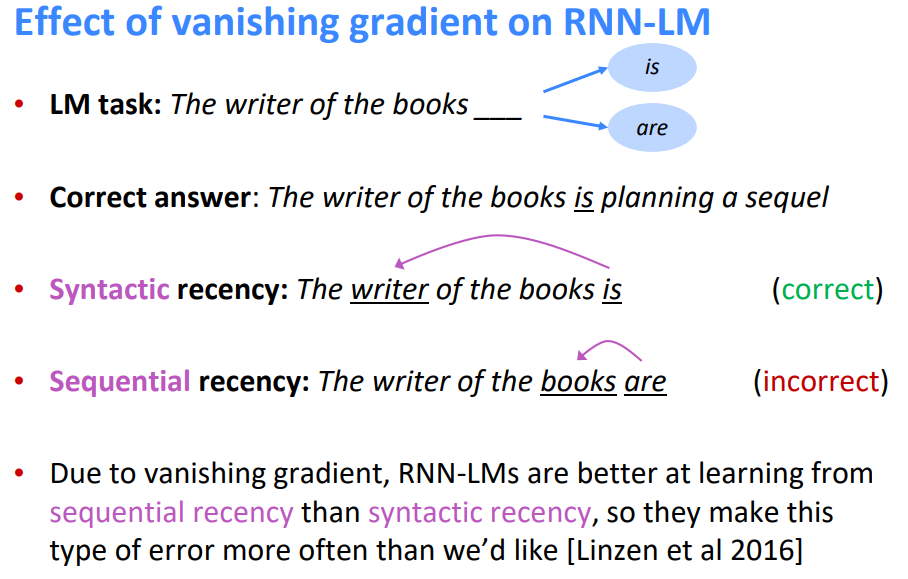 Effect of vanishing gradient on RNN-LM
is
• LM task: The writer of the books ___
are
• Correct answer: The writer of the books is planning a sequel
• Syntactic recency: The writer of the books is (correct)
• Sequential recency: The writer of the books are (incorrect)
• Due to vanishing gradient, RNN-LMs are better at learning from
sequential recency than syntactic recency, so they make this
type of error more often than we’d like [Linzen et al 2016]